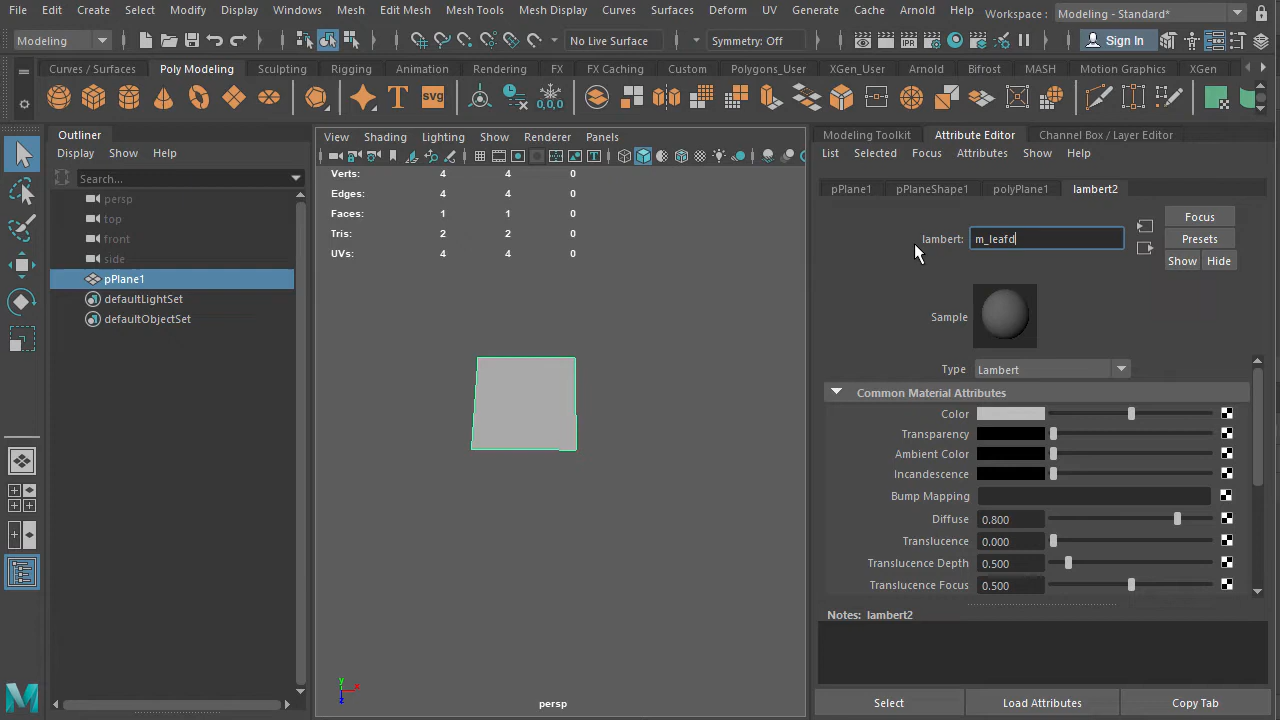 File Edit Create Select Modify Display Windows Mesh Edit Mesh Mesh Tools Mesh Display Curves Surfaces Deform UV Generate Cache Arnold Help Workspace : Modeling - Standard*
Modeling No Live Surface Symmetry: Off Sign In
Curves / Surfaces Poly Modeling Sculpting Rigging Animation Rendering FX FX Caching Custom Polygons_User XGen_User Arnold Bifrost MASH Motion Graphics XGen
T SVG 0,0,0
Outliner
Display Show Help
Search...
persp
top
front
side
pPlane1
defaultLightSet
defaultObjectSet
View Shading Lighting Show Renderer Panels
Verts: 4 4 0
Edges: 4 4 0
Faces: 1 1 0
Tris: 2 2 0
UVs: 4 4 0
y x z
persp
Modeling Toolkit Attribute Editor Channel Box / Layer Editor
List Selected Focus Attributes Show Help
pPlane1 pPlaneShape1 polyPlane1 lambert2
lambert: m_leafd
Focus
Presets
Show Hide
Sample
Type Lambert
Common Material Attributes
Color
Transparency
Ambient Color
Incandescence
Bump Mapping
Diffuse 0.800
Translucence 0.000
Translucence Depth 0.500
Translucence Focus 0.500
Notes: lambert2
Select Load Attributes Copy Tab
M